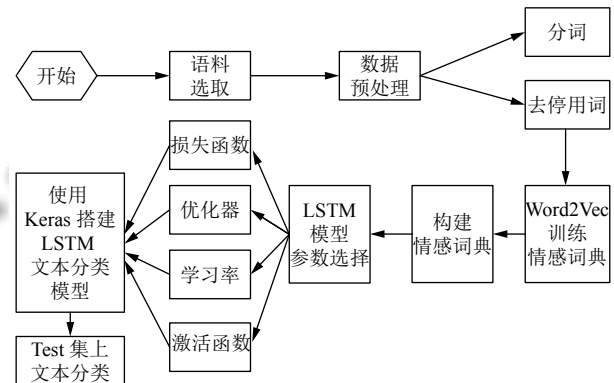 开始
语料
选取
数据
预处理
分词
去停用词
Word2Vec
训练
情感词典
构建
情感词典
LSTM
模型
参数选择
损失函数
优化器
学习率
激活函数
使用
Keras 搭建
LSTM
文本分类
模型
Test 集上
文本分类